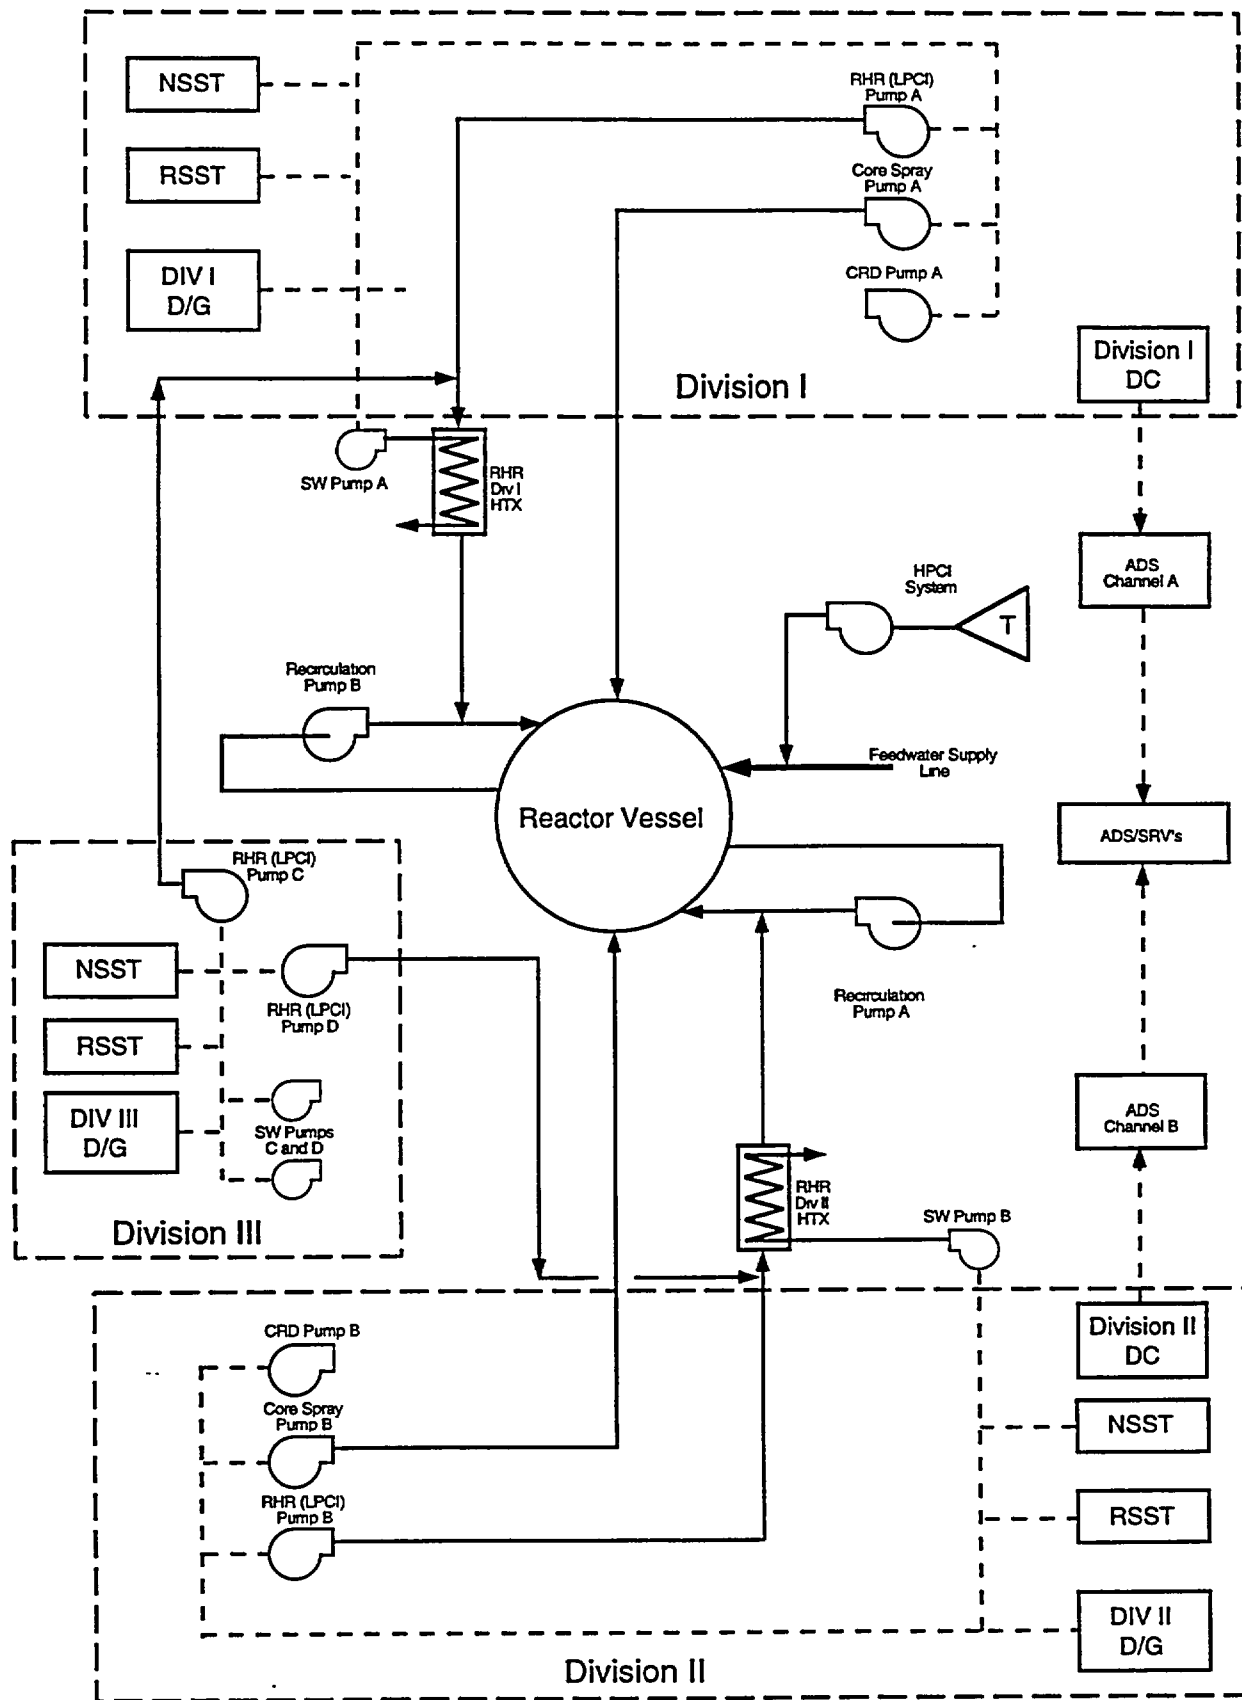 NSST
RSST
DIV I
D/G
RHR (LPCI)
Pump A
Core Spray
Pump A
CRD Pump A
Division I
DC
Division I
SW Pump A
RHR
Div I
HTX
ADS
Channel A
HPCI
System
T
Recirculation
Pump B
Feedwater Supply
Line
Reactor Vessel
ADS/SRV's
RHR (LPCI)
Pump C
NSST
RHR (LPCI)
Pump D
RSST
DIV III
D/G
SW Pumps
C and D
Division III
Recirculation
Pump A
ADS
Channel B
RHR
Div II
HTX
SW Pump B
CRD Pump B
Core Spray
Pump B
RHR (LPCI)
Pump B
Division II
DC
NSST
RSST
DIV II
D/G
Division II